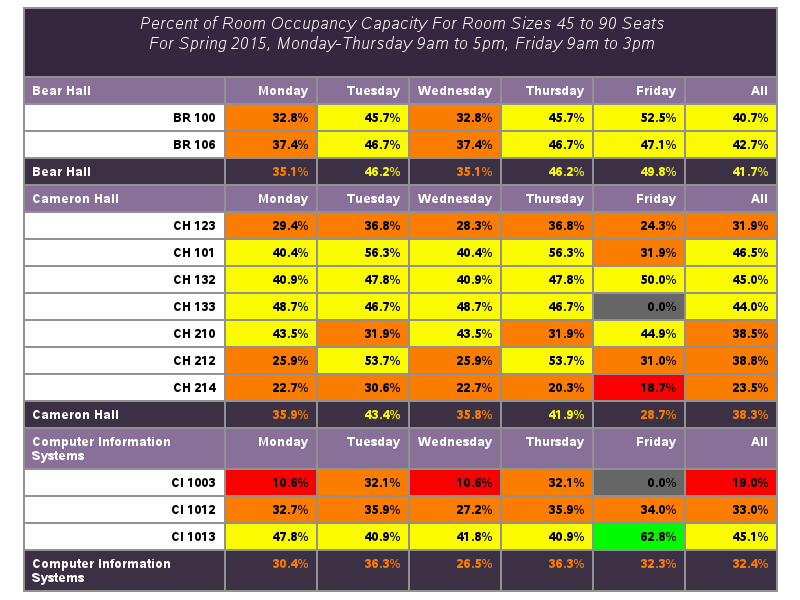 Percent of Room Occupancy Capacity For Room Sizes 45 to 90 Seats
For Spring 2015, Monday-Thursday 9am to 5pm, Friday 9am to 3pm
Bear Hall Monday Tuesday Wednesday Thursday Friday All
BR 100 32.8% 45.7% 32.8% 45.7% 52.5% 40.7%
BR 106 37.4% 46.7% 37.4% 46.7% 47.1% 42.7%
Bear Hall 35.1% 46.2% 35.1% 46.2% 49.8% 41.7%
Cameron Hall Monday Tuesday Wednesday Thursday Friday All
CH 123 29.4% 36.8% 28.3% 36.8% 24.3% 31.9%
CH 101 40.4% 56.3% 40.4% 56.3% 31.9% 46.5%
CH 132 40.9% 47.8% 40.9% 47.8% 50.0% 45.0%
CH 133 48.7% 46.7% 48.7% 46.7% 0.0% 44.0%
CH 210 43.5% 31.9% 43.5% 31.9% 44.9% 38.5%
CH 212 25.9% 53.7% 25.9% 53.7% 31.0% 38.8%
CH 214 22.7% 30.6% 22.7% 20.3% 18.7% 23.5%
Cameron Hall 35.9% 43.4% 35.8% 41.9% 28.7% 38.3%
Computer Information Monday Tuesday Wednesday Thursday Friday All
Systems
CI 1003 10.6% 32.1% 10.6% 32.1% 0.0% 19.0%
CI 1012 32.7% 35.9% 27.2% 35.9% 34.0% 33.0%
CI 1013 47.8% 40.9% 41.8% 40.9% 62.8% 45.1%
Computer Information 30.4% 36.3% 26.5% 36.3% 32.3% 32.4%
Systems